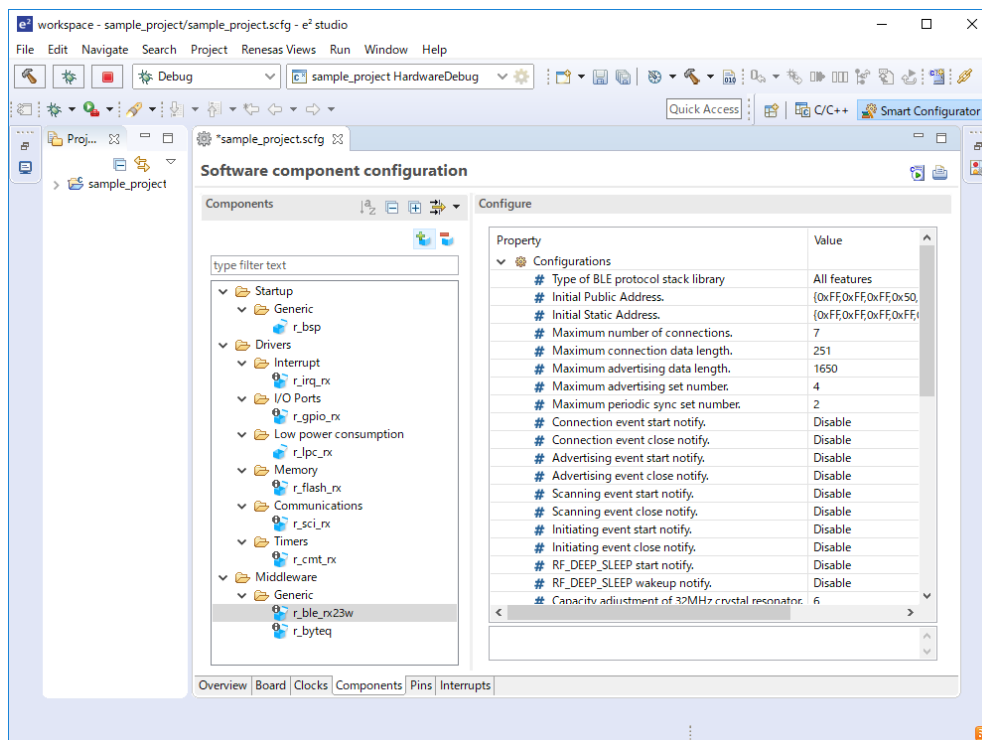 workspace - sample_project/sample_project.scfg - e² studio
File Edit Navigate Search Project Renesas Views Run Window Help
Debug sample_project HardwareDebug
Quick Access C/C++ Smart Configurator
Proj... *sample_project.scfg
sample_project
Software component configuration
Components
type filter text
Startup
Generic
r_bsp
Drivers
Interrupt
r_irq_rx
I/O Ports
r_gpio_rx
Low power consumption
r_lpc_rx
Memory
r_flash_rx
Communications
r_sci_rx
Timers
r_cmt_rx
Middleware
Generic
r_ble_rx23w
r_byteq
Configure
Property Value
Configurations
# Type of BLE protocol stack library All features
# Initial Public Address. {0xFF,0xFF,0xFF,0x50,
# Initial Static Address. {0xFF,0xFF,0xFF,0xFF,
# Maximum number of connections. 7
# Maximum connection data length. 251
# Maximum advertising data length. 1650
# Maximum advertising set number. 4
# Maximum periodic sync set number. 2
# Connection event start notify. Disable
# Connection event close notify. Disable
# Advertising event start notify. Disable
# Advertising event close notify. Disable
# Scanning event start notify. Disable
# Scanning event close notify. Disable
# Initiating event start notify. Disable
# Initiating event close notify. Disable
# RF_DEEP_SLEEP start notify. Disable
# RF_DEEP_SLEEP wakeup notify. Disable
# Capacity adjustment of 32MHz crystal resonator. 6
Overview Board Clocks Components Pins Interrupts